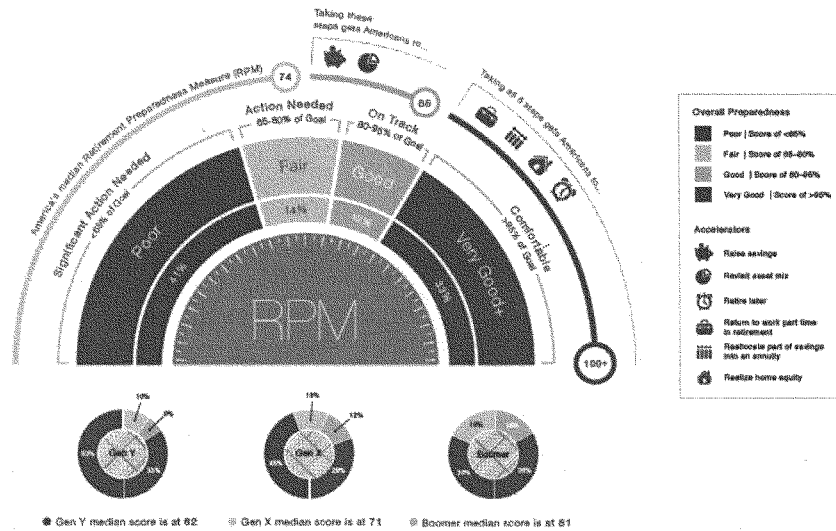 Taking these
steps gets Americans to...
America's median Retirement Preparedness Measure (RPM)
74
Taking all 6 steps gets Americans to...
Action Needed
65-80% of Goal
On Track
80-95% of Goal
Significant Action Needed
<65% of Goal
Comfortable
>95% of Goal
Poor
Fair
Good
Very Good+
41%
14%
RPM
100+
Overall Preparedness
Poor | Score of <65%
Fair | Score of 65–80%
Good | Score of 80–95%
Very Good | Score of >95%
Accelerators
Raise savings
Revisit asset mix
Retire later
Return to work part time
in retirement
Reallocate part of savings
into an annuity
Realize home equity
10%
12%
Gen Y
Gen X
Boomer
Gen Y median score is at 62
Gen X median score is at 71
Boomer median score is at 81